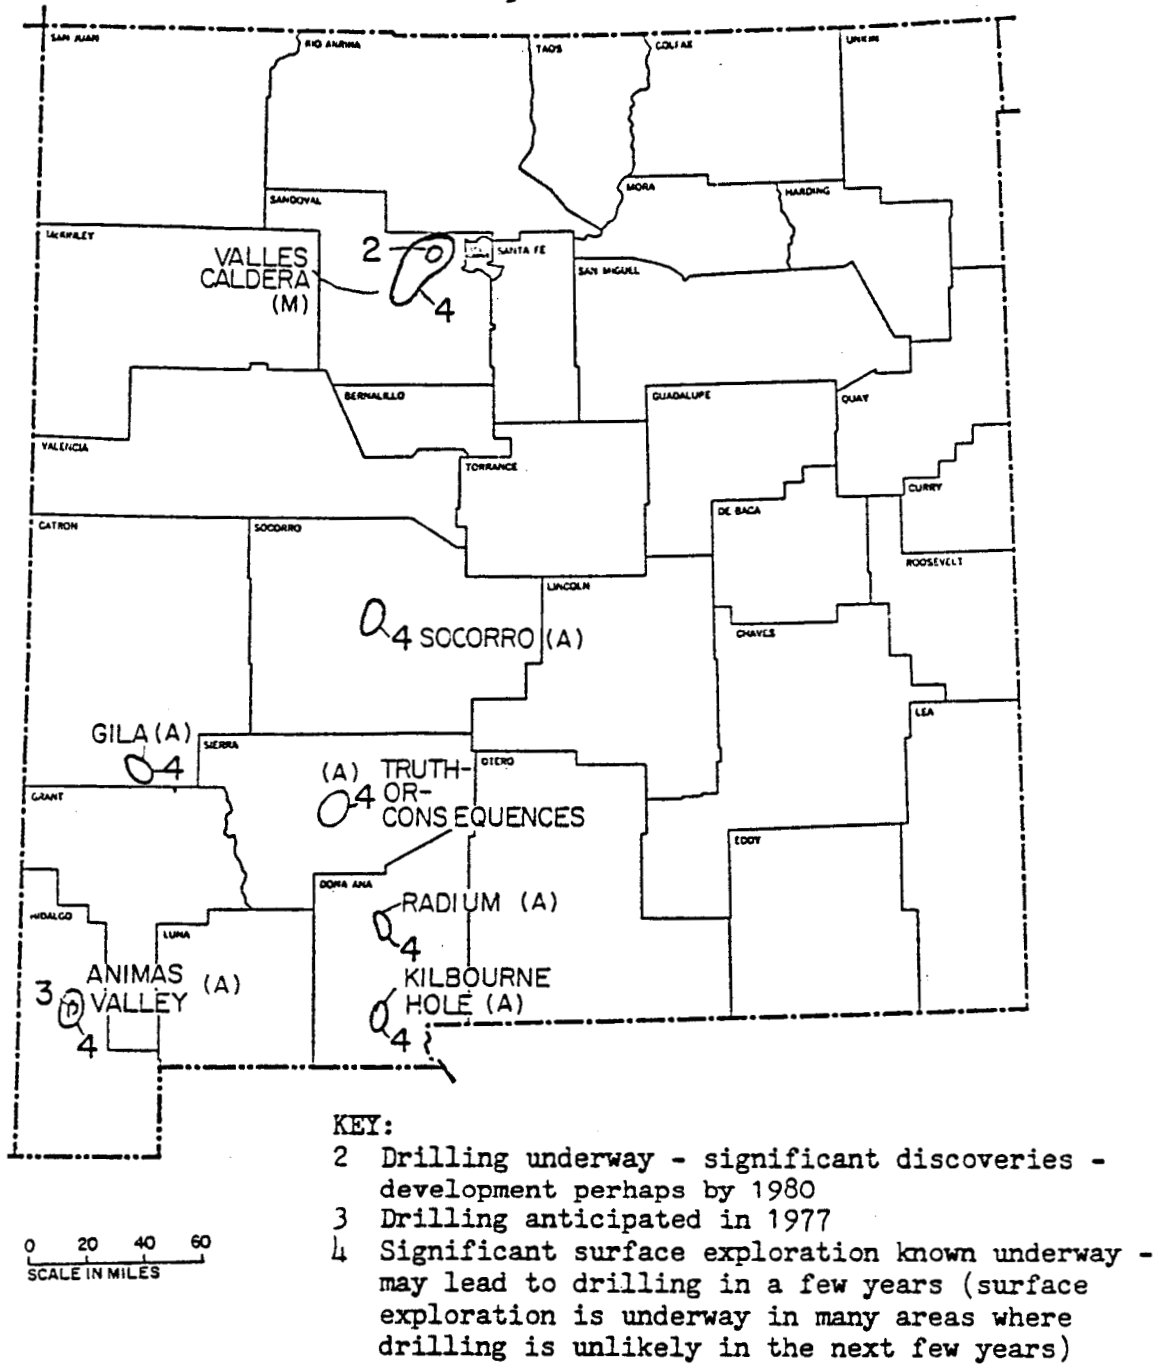 SAN JUAN
RIO ARRIBA
TAOS
COLFAX
UNION
MORA
HARDING
SANDOVAL
McKINLEY
VALLES
CALDERA
(M)
2
4
SANTA FE
SAN MIGUEL
BERNALILLO
GUADALUPE
QUAY
VALENCIA
TORRANCE
CURRY
DE BACA
CATRON
SOCORRO
ROOSEVELT
LINCOLN
4 SOCORRO (A)
CHAVES
LEA
GILA (A)
4
SIERRA
(A) TRUTH-
4 OR-
CONSEQUENCES
OTERO
GRANT
EDDY
DONA ANA
RADIUM (A)
4
HIDALGO
LUNA
ANIMAS
VALLEY (A)
3
4
KILBOURNE
HOLE (A)
4
KEY:
2 Drilling underway - significant discoveries -
development perhaps by 1980
3 Drilling anticipated in 1977
4 Significant surface exploration known underway -
may lead to drilling in a few years (surface
exploration is underway in many areas where
drilling is unlikely in the next few years)
0 20 40 60
SCALE IN MILES